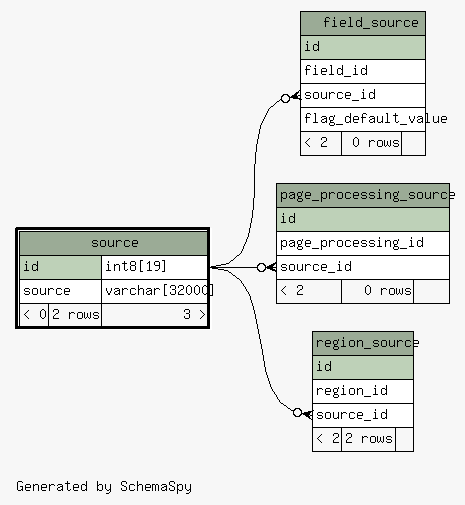 field_source
id
field_id
source_id
flag_default_value
< 2 0 rows
page_processing_source
id
page_processing_id
source_id
< 2 0 rows
source
id int8[19]
source varchar[32000]
< 0 2 rows 3 >
region_source
id
region_id
source_id
< 2 2 rows
Generated by SchemaSpy